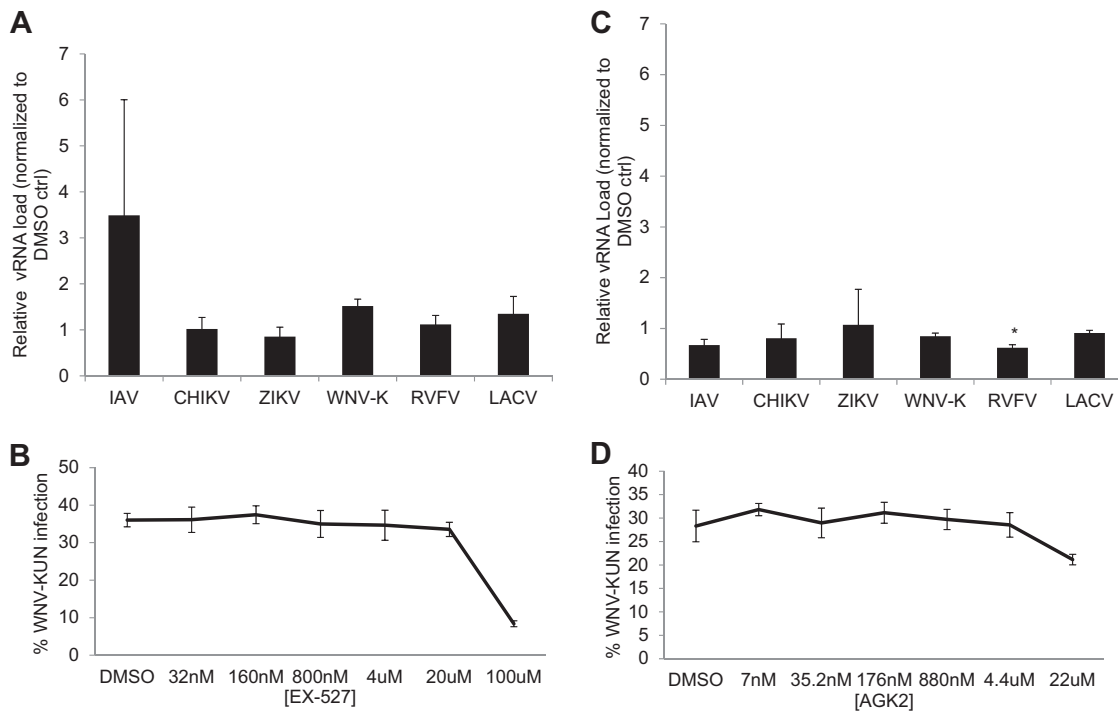 A
Relative vRNA load (normalized to
DMSO ctrl)
7
6
5
4
3
2
1
0
IAV CHIKV ZIKV WNV-K RVFV LACV
B
% WNV-KUN infection
50
40
30
20
10
0
DMSO 32nM 160nM 800nM 4uM 20uM 100uM
[EX-527]
C
Relative vRNA Load (normalized to
DMSO ctrl)
7
6
5
4
3
2
1
0
*
IAV CHIKV ZIKV WNV-K RVFV LACV
D
% WNV-KUN infection
40
35
30
25
20
15
10
5
0
DMSO 7nM 35.2nM 176nM 880nM 4.4uM 22uM
[AGK2]